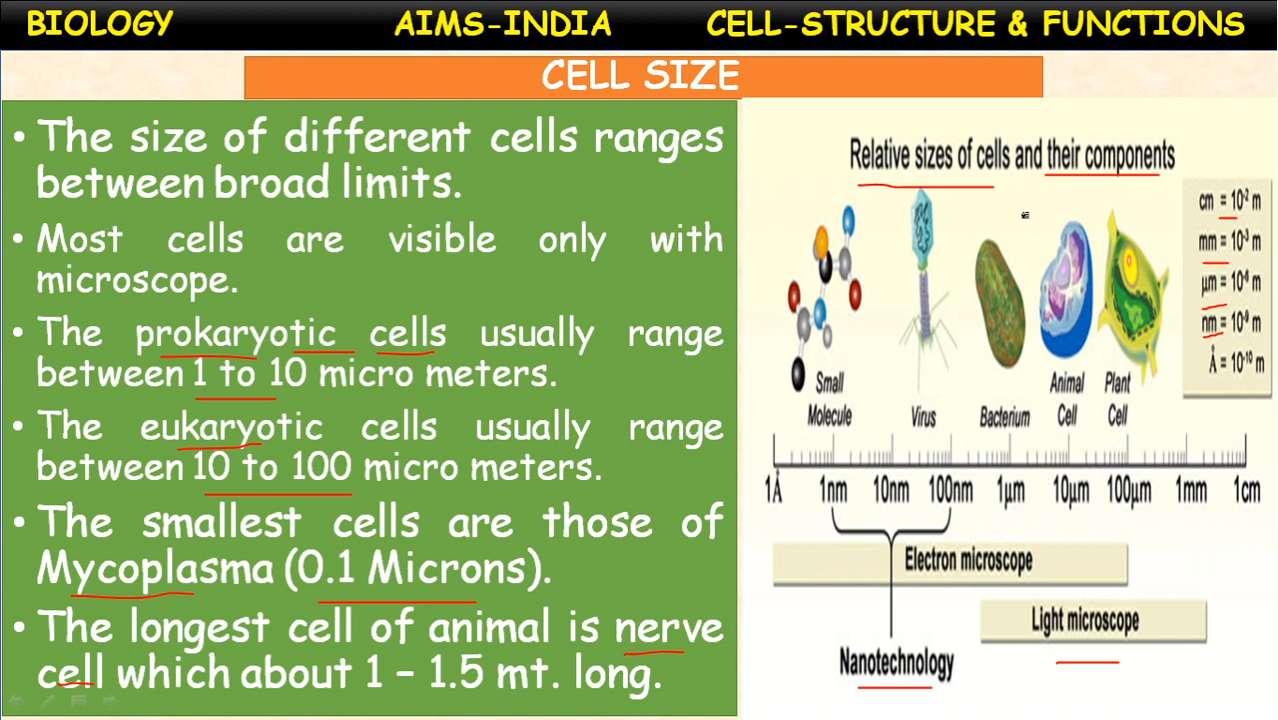 BIOLOGY AIMS-INDIA CELL-STRUCTURE & FUNCTIONS
CELL SIZE
• The size of different cells ranges
between broad limits.
• Most cells are visible only with
microscope.
• The prokaryotic cells usually range
between 1 to 10 micro meters.
• The eukaryotic cells usually range
between 10 to 100 micro meters.
• The smallest cells are those of
Mycoplasma (0.1 Microns).
• The longest cell of animal is nerve
cell which about 1 – 1.5 mt. long.
Relative sizes of cells and their components
cm = 10⁻² m
mm = 10⁻³ m
μm = 10⁻⁶ m
nm = 10⁻⁹ m
Å = 10⁻¹⁰ m
Small
Molecule
Virus
Bacterium
Animal
Cell
Plant
Cell
1Å 1nm 10nm 100nm 1μm 10μm 100μm 1mm 1cm
Electron microscope
Light microscope
Nanotechnology